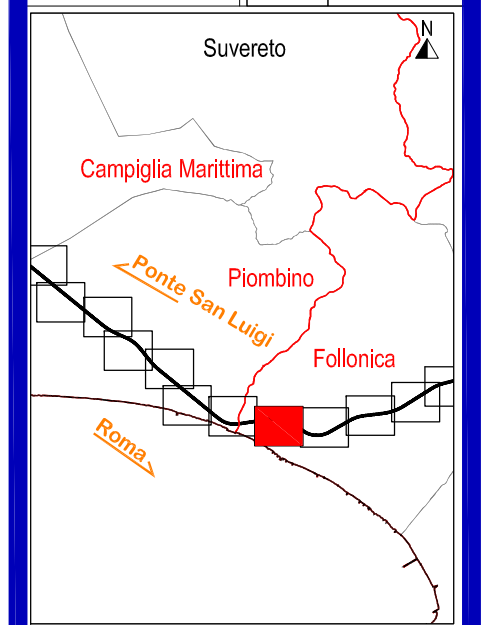 N
Suvereto
Campiglia Marittima
Ponte San Luigi
Piombino
Follonica
Roma